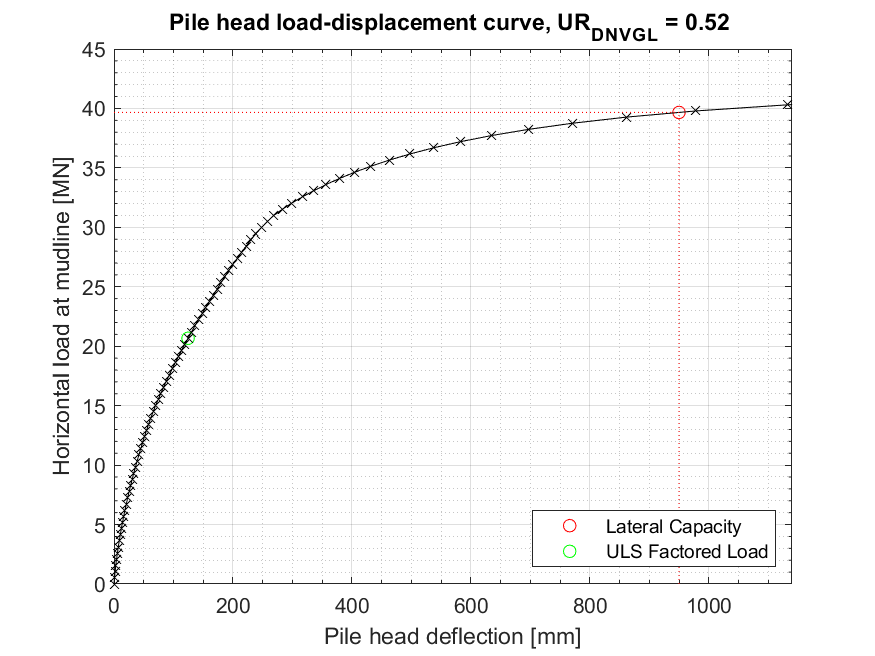 Pile head load-displacement curve, UR_DNVGL = 0.52
45
40
35
30
25
20
15
10
5
0
Horizontal load at mudline [MN]
Lateral Capacity
ULS Factored Load
0 200 400 600 800 1000
Pile head deflection [mm]